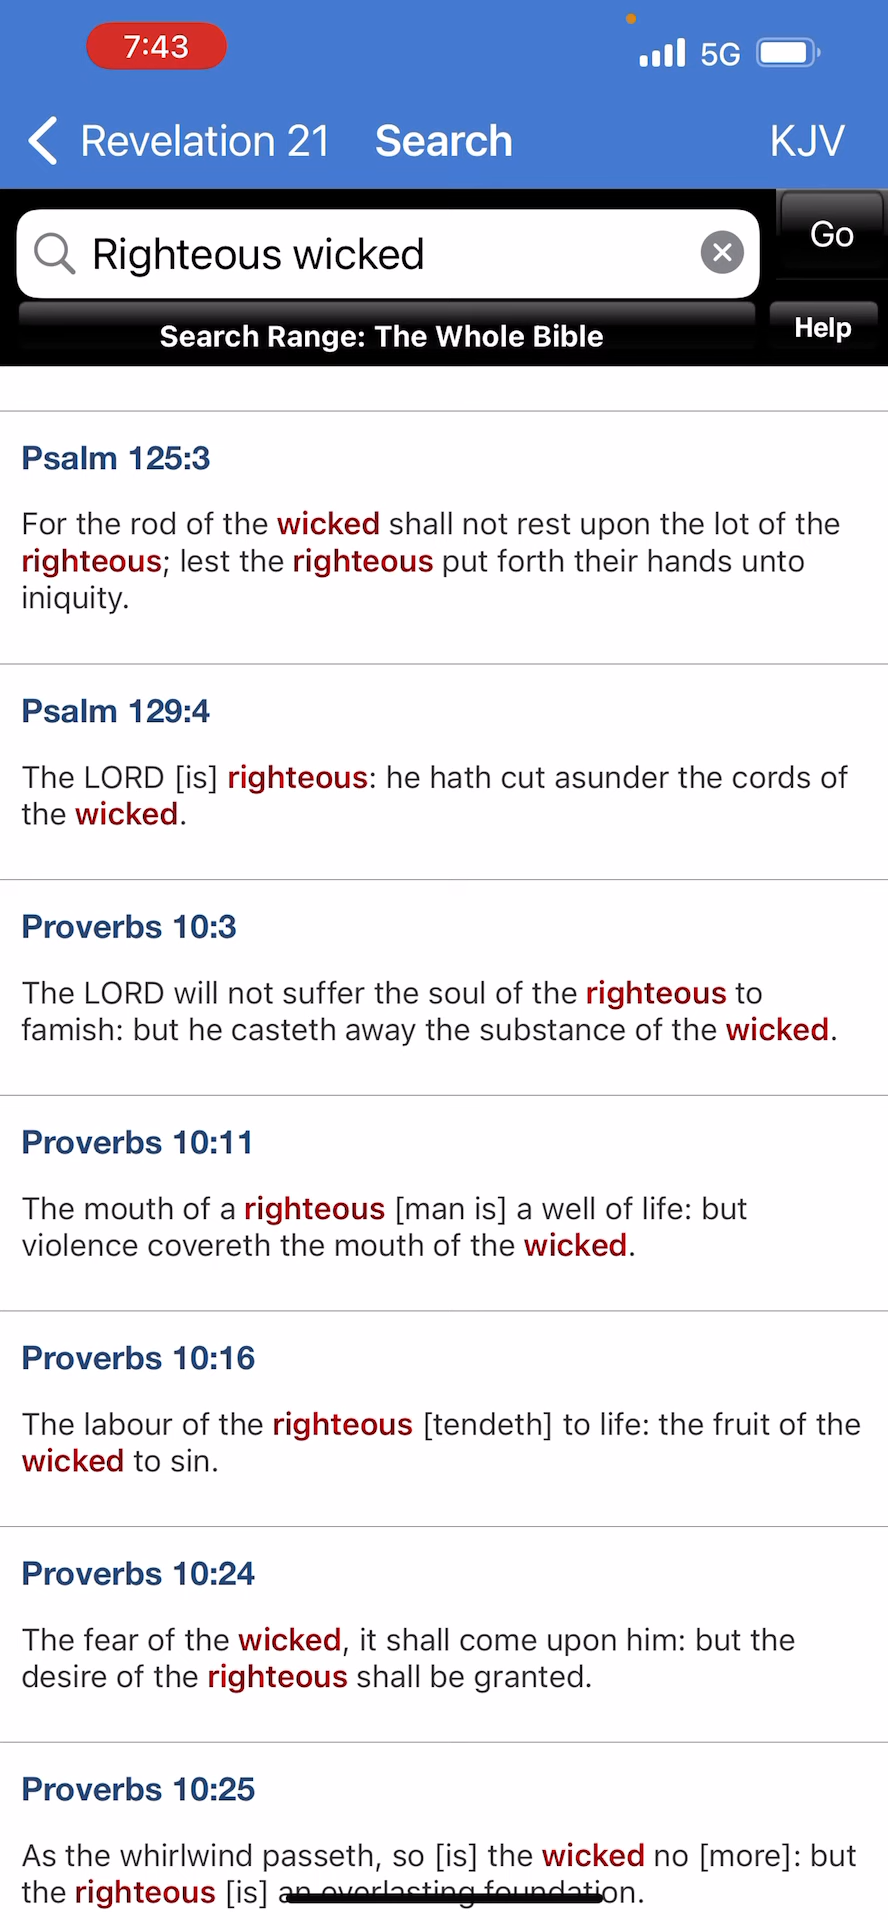 7:43
5G
Revelation 21 Search KJV
Righteous wicked
Go
Search Range: The Whole Bible
Help
Psalm 125:3
For the rod of the wicked shall not rest upon the lot of the
righteous; lest the righteous put forth their hands unto
iniquity.
Psalm 129:4
The LORD [is] righteous: he hath cut asunder the cords of
the wicked.
Proverbs 10:3
The LORD will not suffer the soul of the righteous to
famish: but he casteth away the substance of the wicked.
Proverbs 10:11
The mouth of a righteous [man is] a well of life: but
violence covereth the mouth of the wicked.
Proverbs 10:16
The labour of the righteous [tendeth] to life: the fruit of the
wicked to sin.
Proverbs 10:24
The fear of the wicked, it shall come upon him: but the
desire of the righteous shall be granted.
Proverbs 10:25
As the whirlwind passeth, so [is] the wicked no [more]: but
the righteous [is] an everlasting foundation.